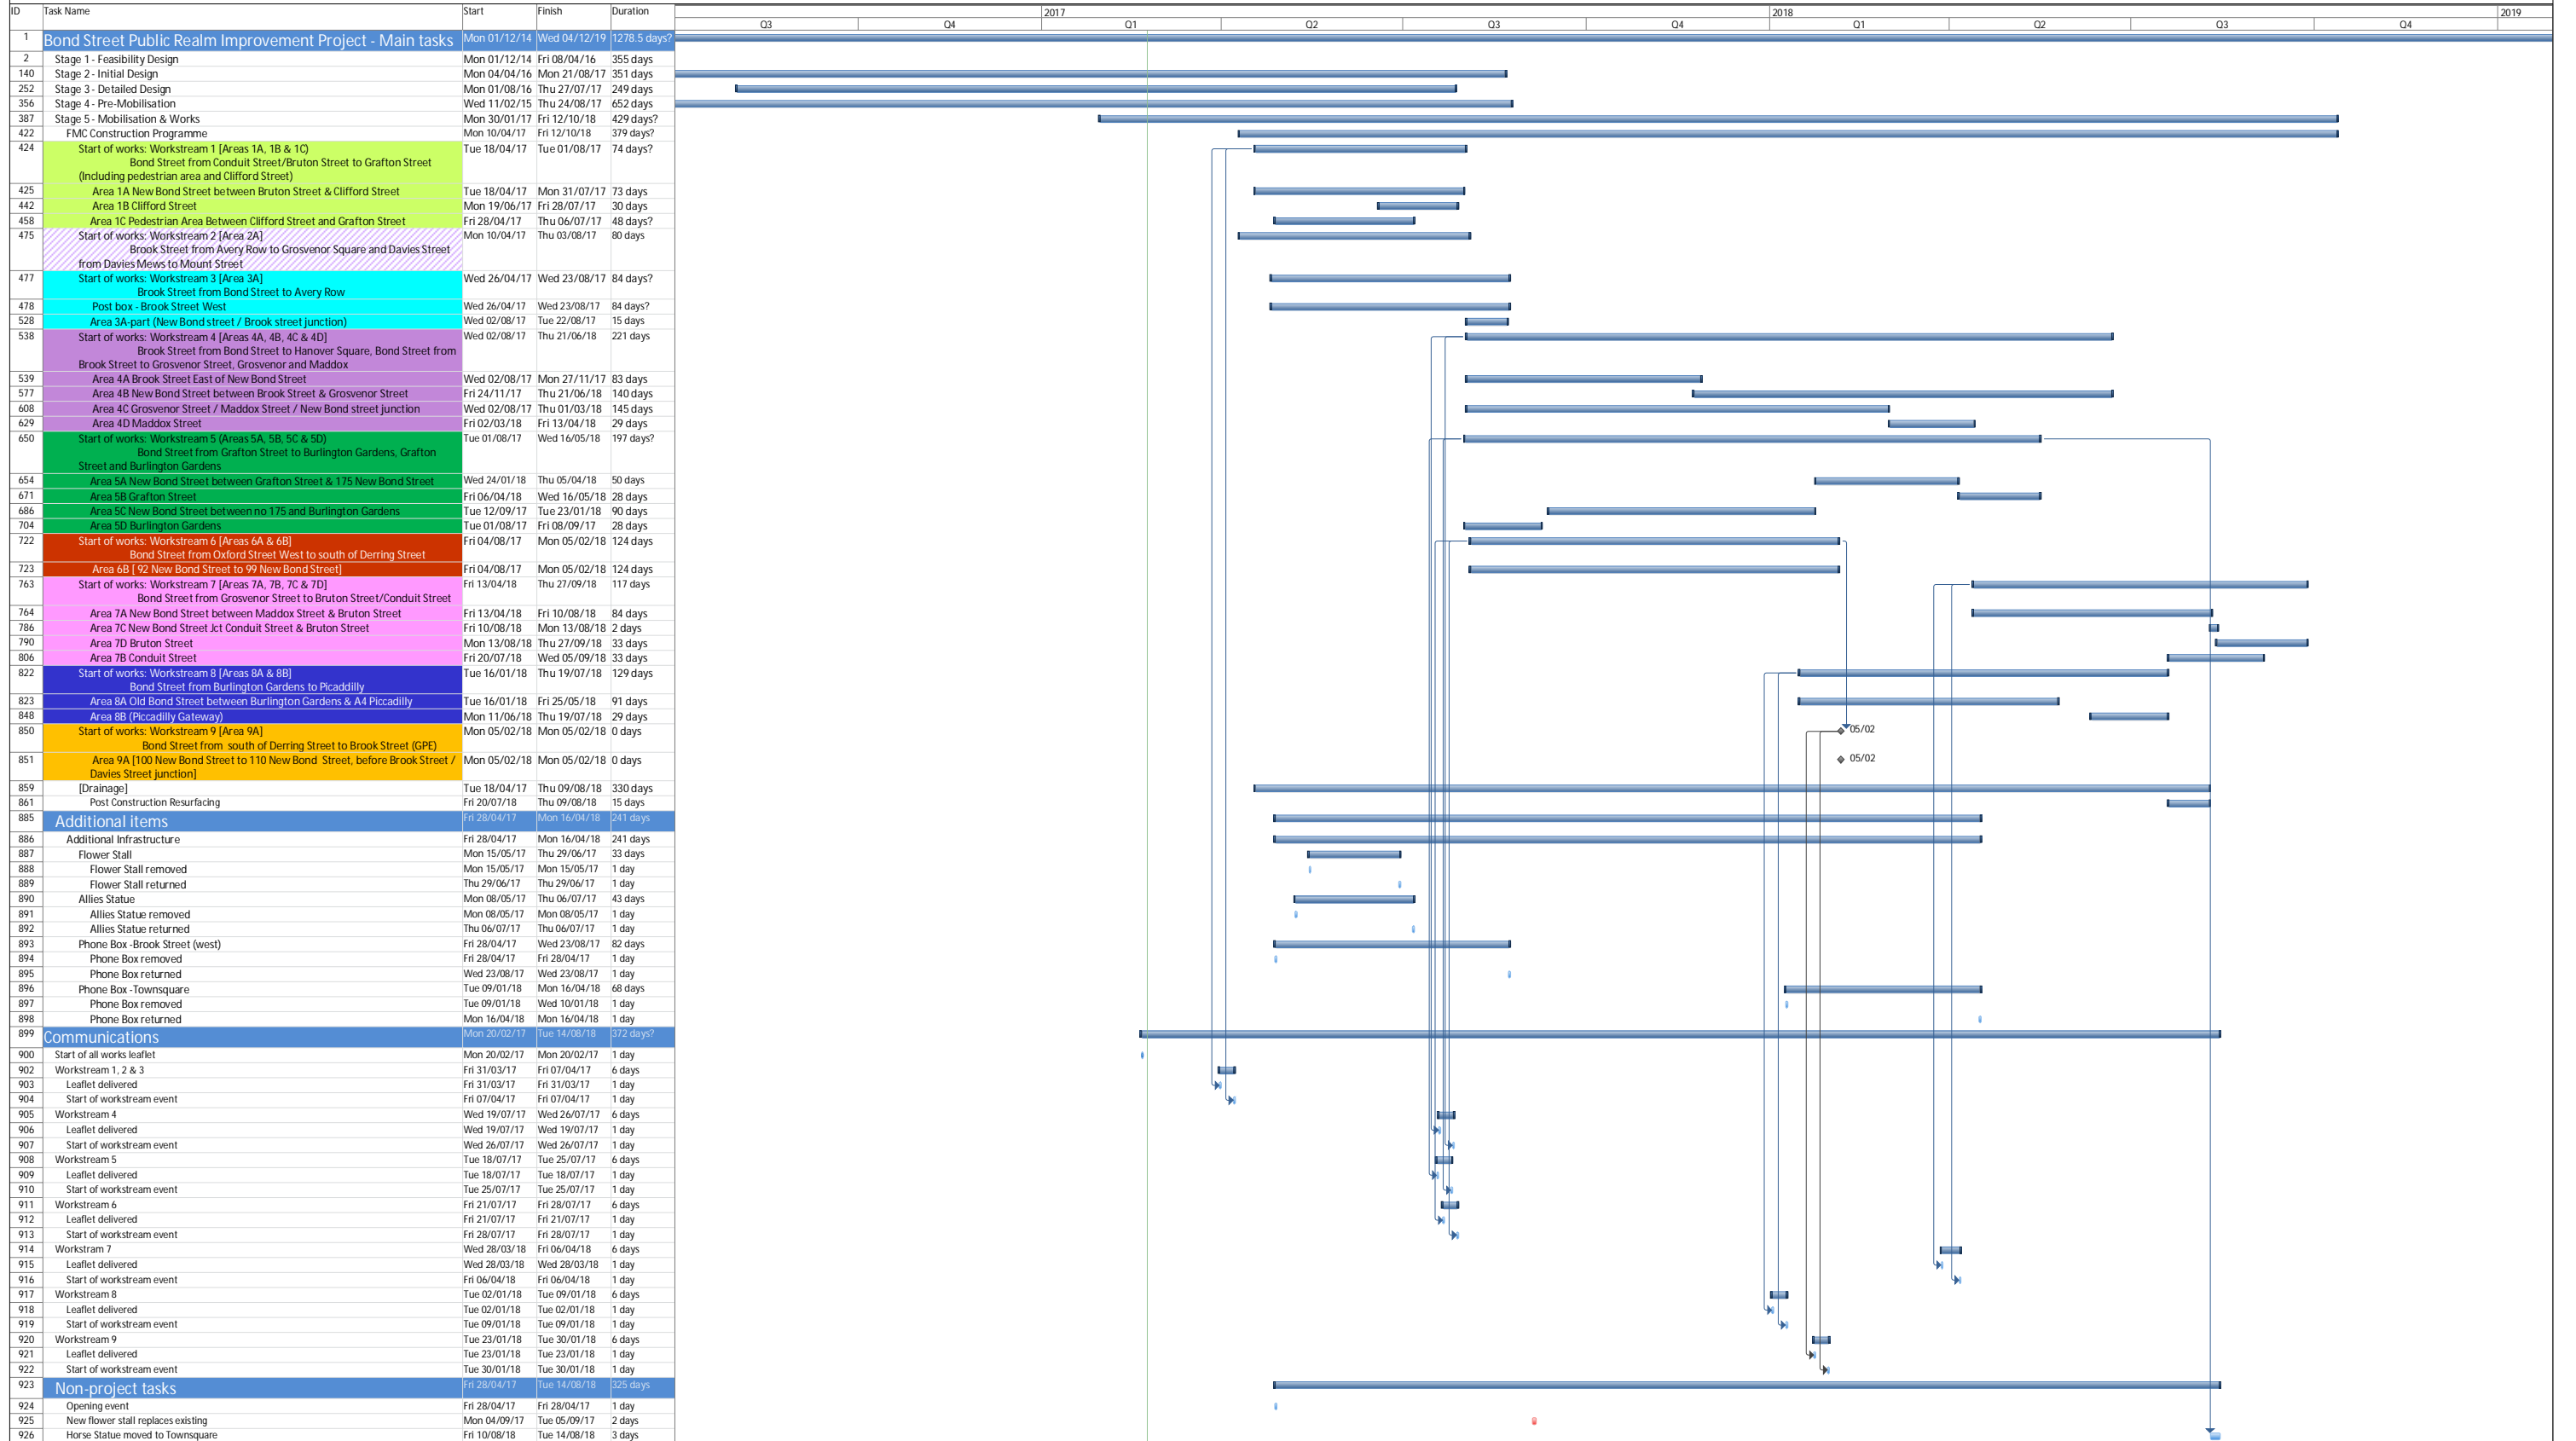 ID Task Name Start Finish Duration 2017 2018 2019
Q3 Q4 Q1 Q2 Q3 Q4 Q1 Q2 Q3 Q4
1 Bond Street Public Realm Improvement Project - Main tasks Mon 01/12/14 Wed 04/12/19 1278.5 days?
2 Stage 1 - Feasibility Design Mon 01/12/14 Fri 08/04/16 355 days
140 Stage 2 - Initial Design Mon 04/04/16 Mon 21/08/17 351 days
252 Stage 3 - Detailed Design Mon 01/08/16 Thu 27/07/17 249 days
356 Stage 4 - Pre-Mobilisation Wed 11/02/15 Thu 24/08/17 652 days
387 Stage 5 - Mobilisation & Works Mon 30/01/17 Fri 12/10/18 429 days?
422 FMC Construction Programme Mon 10/04/17 Fri 12/10/18 379 days?
424 Start of works: Workstream 1 [Areas 1A, 1B & 1C) Tue 18/04/17 Tue 01/08/17 74 days?
Bond Street from Conduit Street/Bruton Street to Grafton Street
(Including pedestrian area and Clifford Street)
425 Area 1A New Bond Street between Bruton Street & Clifford Street Tue 18/04/17 Mon 31/07/17 73 days
442 Area 1B Clifford Street Mon 19/06/17 Fri 28/07/17 30 days
458 Area 1C Pedestrian Area Between Clifford Street and Grafton Street Fri 28/04/17 Thu 06/07/17 48 days?
475 Start of works: Workstream 2 [Area 2A] Mon 10/04/17 Thu 03/08/17 80 days
Brook Street from Avery Row to Grosvenor Square and Davies Street
from Davies Mews to Mount Street
477 Start of works: Workstream 3 [Area 3A] Wed 26/04/17 Wed 23/08/17 84 days?
Brook Street from Bond Street to Avery Row
478 Post box - Brook Street West Wed 26/04/17 Wed 23/08/17 84 days?
528 Area 3A-part (New Bond street / Brook street junction) Wed 02/08/17 Tue 22/08/17 15 days
538 Start of works: Workstream 4 [Areas 4A, 4B, 4C & 4D] Wed 02/08/17 Thu 21/06/18 221 days
Brook Street from Bond Street to Hanover Square, Bond Street from
Brook Street to Grosvenor Street, Grosvenor and Maddox
539 Area 4A Brook Street East of New Bond Street Wed 02/08/17 Mon 27/11/17 83 days
577 Area 4B New Bond Street between Brook Street & Grosvenor Street Fri 24/11/17 Thu 21/06/18 140 days
608 Area 4C Grosvenor Street / Maddox Street / New Bond street junction Wed 02/08/17 Thu 01/03/18 145 days
629 Area 4D Maddox Street Fri 02/03/18 Fri 13/04/18 29 days
650 Start of works: Workstream 5 (Areas 5A, 5B, 5C & 5D) Tue 01/08/17 Wed 16/05/18 197 days?
Bond Street from Grafton Street to Burlington Gardens, Grafton
Street and Burlington Gardens
654 Area 5A New Bond Street between Grafton Street & 175 New Bond Street Wed 24/01/18 Thu 05/04/18 50 days
671 Area 5B Grafton Street Fri 06/04/18 Wed 16/05/18 28 days
686 Area 5C New Bond Street between no 175 and Burlington Gardens Tue 12/09/17 Tue 23/01/18 90 days
704 Area 5D Burlington Gardens Tue 01/08/17 Fri 08/09/17 28 days
722 Start of works: Workstream 6 [Areas 6A & 6B] Fri 04/08/17 Mon 05/02/18 124 days
Bond Street from Oxford Street West to south of Derring Street
723 Area 6B [ 92 New Bond Street to 99 New Bond Street] Fri 04/08/17 Mon 05/02/18 124 days
763 Start of works: Workstream 7 [Areas 7A, 7B, 7C & 7D] Fri 13/04/18 Thu 27/09/18 117 days
Bond Street from Grosvenor Street to Bruton Street/Conduit Street
764 Area 7A New Bond Street between Maddox Street & Bruton Street Fri 13/04/18 Fri 10/08/18 84 days
786 Area 7C New Bond Street Jct Conduit Street & Bruton Street Fri 10/08/18 Mon 13/08/18 2 days
790 Area 7D Bruton Street Mon 13/08/18 Thu 27/09/18 33 days
806 Area 7B Conduit Street Fri 20/07/18 Wed 05/09/18 33 days
822 Start of works: Workstream 8 [Areas 8A & 8B] Tue 16/01/18 Thu 19/07/18 129 days
Bond Street from Burlington Gardens to Picaddilly
823 Area 8A Old Bond Street between Burlington Gardens & A4 Piccadilly Tue 16/01/18 Fri 25/05/18 91 days
848 Area 8B (Piccadilly Gateway) Mon 11/06/18 Thu 19/07/18 29 days
850 Start of works: Workstream 9 [Area 9A] Mon 05/02/18 Mon 05/02/18 0 days 05/02
Bond Street from south of Derring Street to Brook Street (GPE)
851 Area 9A [100 New Bond Street to 110 New Bond Street, before Brook Street / Mon 05/02/18 Mon 05/02/18 0 days 05/02
Davies Street junction]
859 [Drainage] Tue 18/04/17 Thu 09/08/18 330 days
861 Post Construction Resurfacing Fri 20/07/18 Thu 09/08/18 15 days
885 Additional items Fri 28/04/17 Mon 16/04/18 241 days
886 Additional Infrastructure Fri 28/04/17 Mon 16/04/18 241 days
887 Flower Stall Mon 15/05/17 Thu 29/06/17 33 days
888 Flower Stall removed Mon 15/05/17 Mon 15/05/17 1 day
889 Flower Stall returned Thu 29/06/17 Thu 29/06/17 1 day
890 Allies Statue Mon 08/05/17 Thu 06/07/17 43 days
891 Allies Statue removed Mon 08/05/17 Mon 08/05/17 1 day
892 Allies Statue returned Thu 06/07/17 Thu 06/07/17 1 day
893 Phone Box -Brook Street (west) Fri 28/04/17 Wed 23/08/17 82 days
894 Phone Box removed Fri 28/04/17 Fri 28/04/17 1 day
895 Phone Box returned Wed 23/08/17 Wed 23/08/17 1 day
896 Phone Box -Townsquare Tue 09/01/18 Mon 16/04/18 68 days
897 Phone Box removed Tue 09/01/18 Wed 10/01/18 1 day
898 Phone Box returned Mon 16/04/18 Mon 16/04/18 1 day
899 Communications Mon 20/02/17 Tue 14/08/18 372 days?
900 Start of all works leaflet Mon 20/02/17 Mon 20/02/17 1 day
902 Workstream 1, 2 & 3 Fri 31/03/17 Fri 07/04/17 6 days
903 Leaflet delivered Fri 31/03/17 Fri 31/03/17 1 day
904 Start of workstream event Fri 07/04/17 Fri 07/04/17 1 day
905 Workstream 4 Wed 19/07/17 Wed 26/07/17 6 days
906 Leaflet delivered Wed 19/07/17 Wed 19/07/17 1 day
907 Start of workstream event Wed 26/07/17 Wed 26/07/17 1 day
908 Workstream 5 Tue 18/07/17 Tue 25/07/17 6 days
909 Leaflet delivered Tue 18/07/17 Tue 18/07/17 1 day
910 Start of workstream event Tue 25/07/17 Tue 25/07/17 1 day
911 Workstream 6 Fri 21/07/17 Fri 28/07/17 6 days
912 Leaflet delivered Fri 21/07/17 Fri 21/07/17 1 day
913 Start of workstream event Fri 28/07/17 Fri 28/07/17 1 day
914 Workstram 7 Wed 28/03/18 Fri 06/04/18 6 days
915 Leaflet delivered Wed 28/03/18 Wed 28/03/18 1 day
916 Start of workstream event Fri 06/04/18 Fri 06/04/18 1 day
917 Workstream 8 Tue 02/01/18 Tue 09/01/18 6 days
918 Leaflet delivered Tue 02/01/18 Tue 02/01/18 1 day
919 Start of workstream event Tue 09/01/18 Tue 09/01/18 1 day
920 Workstream 9 Tue 23/01/18 Tue 30/01/18 6 days
921 Leaflet delivered Tue 23/01/18 Tue 23/01/18 1 day
922 Start of workstream event Tue 30/01/18 Tue 30/01/18 1 day
923 Non-project tasks Fri 28/04/17 Tue 14/08/18 325 days
924 Opening event Fri 28/04/17 Fri 28/04/17 1 day
925 New flower stall replaces existing Mon 04/09/17 Tue 05/09/17 2 days
926 Horse Statue moved to Townsquare Fri 10/08/18 Tue 14/08/18 3 days